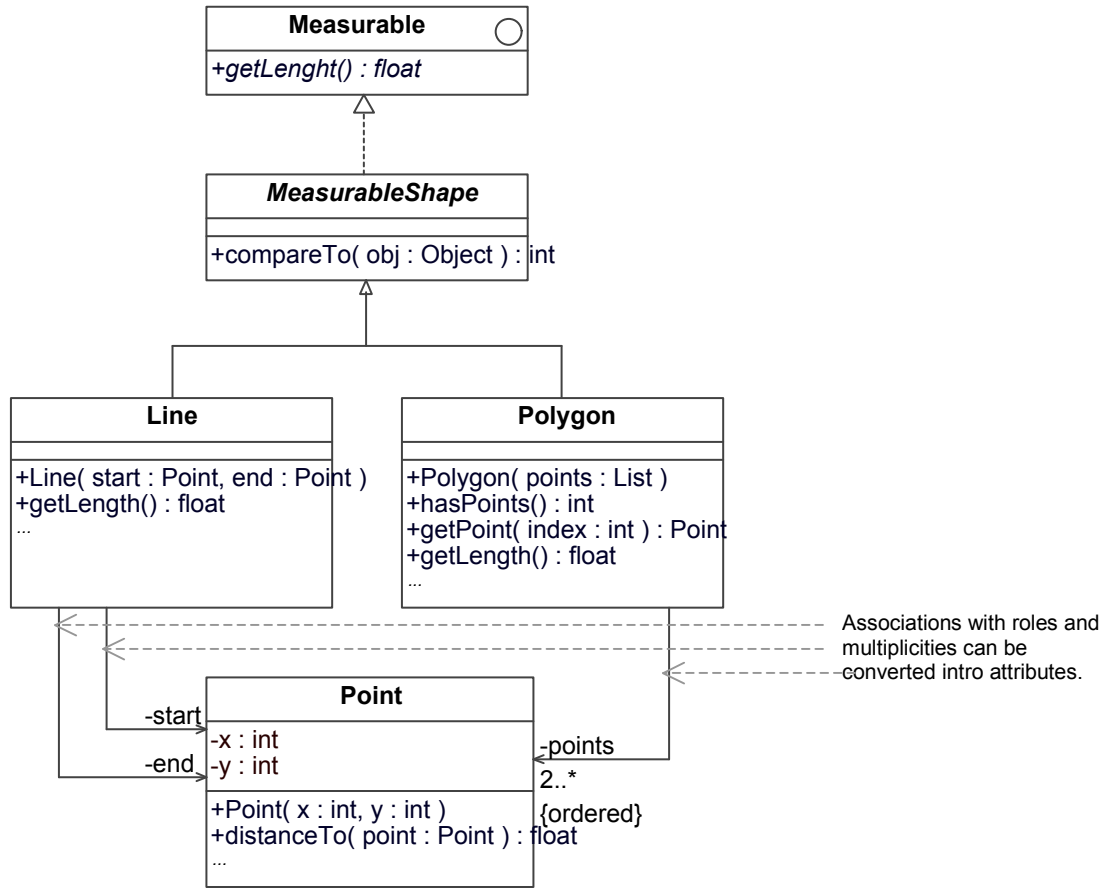 Measurable
+getLenght() : float
MeasurableShape
+compareTo( obj : Object ) : int
Line
+Line( start : Point, end : Point )
+getLength() : float
...
Polygon
+Polygon( points : List )
+hasPoints() : int
+getPoint( index : int ) : Point
+getLength() : float
...
Associations with roles and
multiplicities can be
converted intro attributes.
-start
-end
Point
-x : int
-y : int
+Point( x : int, y : int )
+distanceTo( point : Point ) : float
...
-points
2..*
{ordered}